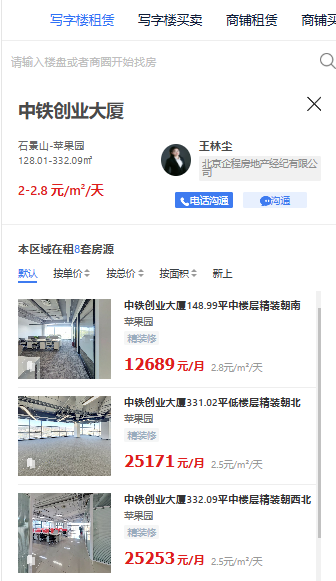 写字楼租赁 写字楼买卖 商铺租赁 商铺买
请输入楼盘或者商圈开始找房
中铁创业大厦
石景山-苹果园
128.01-332.09㎡
2-2.8 元/m²/天
王林尘
北京企程房地产经纪有限公司
电话沟通 沟通
本区域在租8套房源
默认 按单价 按总价 按面积 新上
中铁创业大厦148.99平中楼层精装朝南
苹果园
精装修
12689元/月 2.8元/m²/天
中铁创业大厦331.02平低楼层精装朝北
苹果园
精装修
25171元/月 2.5元/m²/天
中铁创业大厦332.09平中楼层精装朝西北
苹果园
精装修
25253元/月 2.5元/m²/天